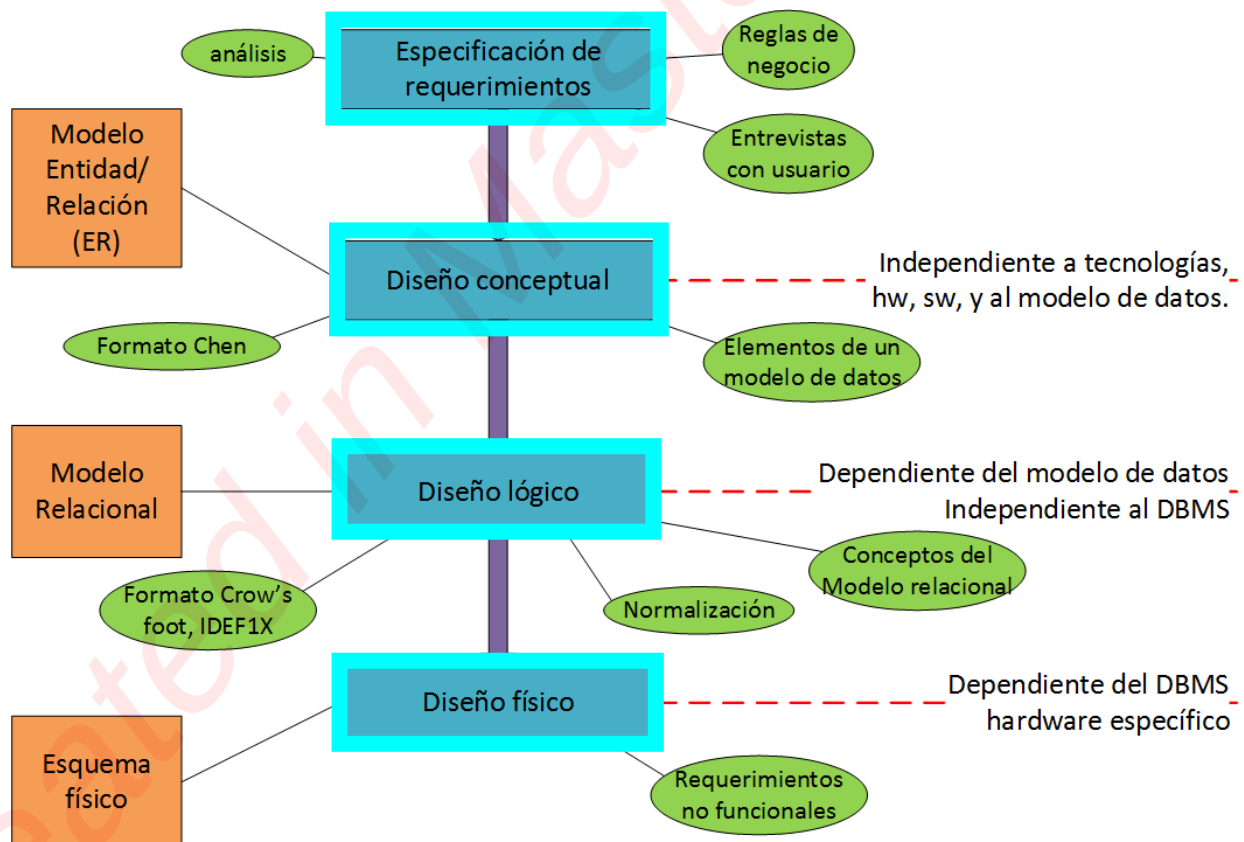 análisis
Especificación de
requerimientos
Reglas de
negocio
Entrevistas
con usuario
Modelo
Entidad/
Relación
(ER)
Diseño conceptual
Independiente a tecnologías,
hw, sw, y al modelo de datos.
Formato Chen
Elementos de un
modelo de datos
Modelo
Relacional
Diseño lógico
Dependiente del modelo de datos
Independiente al DBMS
Formato Crow's
foot, IDEF1X
Normalización
Conceptos del
Modelo relacional
Diseño físico
Dependiente del DBMS
hardware específico
Esquema
físico
Requerimientos
no funcionales